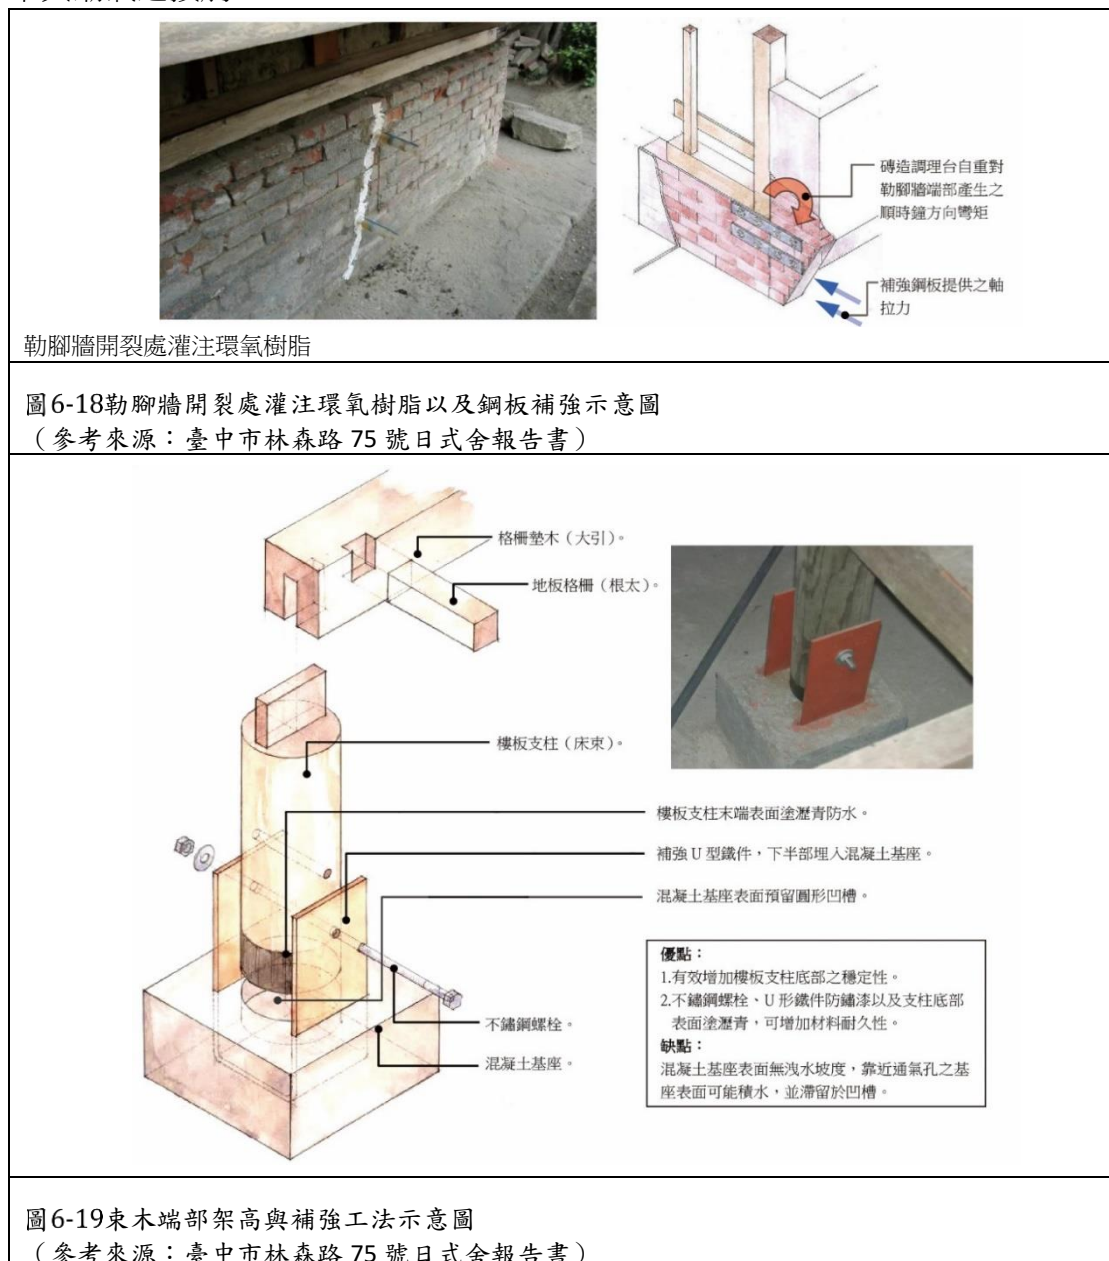 磚造調理台自重對
勒腳牆端部產生之
順時鐘方向彎矩
補強鋼板提供之軸
拉力
勒腳牆開裂處灌注環氧樹脂
圖6-18勒腳牆開裂處灌注環氧樹脂以及鋼板補強示意圖
（參考來源：臺中市林森路 75 號日式舍報告書）
格柵墊木（大引）。
地板格柵（根太）。
樓板支柱（床束）。
樓板支柱末端表面塗瀝青防水。
補強 U 型鐵件，下半部埋入混凝土基座。
混凝土基座表面預留圓形凹槽。
優點：
1.有效增加樓板支柱底部之穩定性。
2.不鏽鋼螺栓、U 形鐵件防鏽漆以及支柱底部
表面塗瀝青，可增加材料耐久性。
缺點：
混凝土基座表面無洩水坡度，靠近通氣孔之基
座表面可能積水，並滯留於凹槽。
不鏽鋼螺栓。
混凝土基座。
圖6-19束木端部架高與補強工法示意圖
（參考來源：臺中市林森路 75 號日式舍報告書）